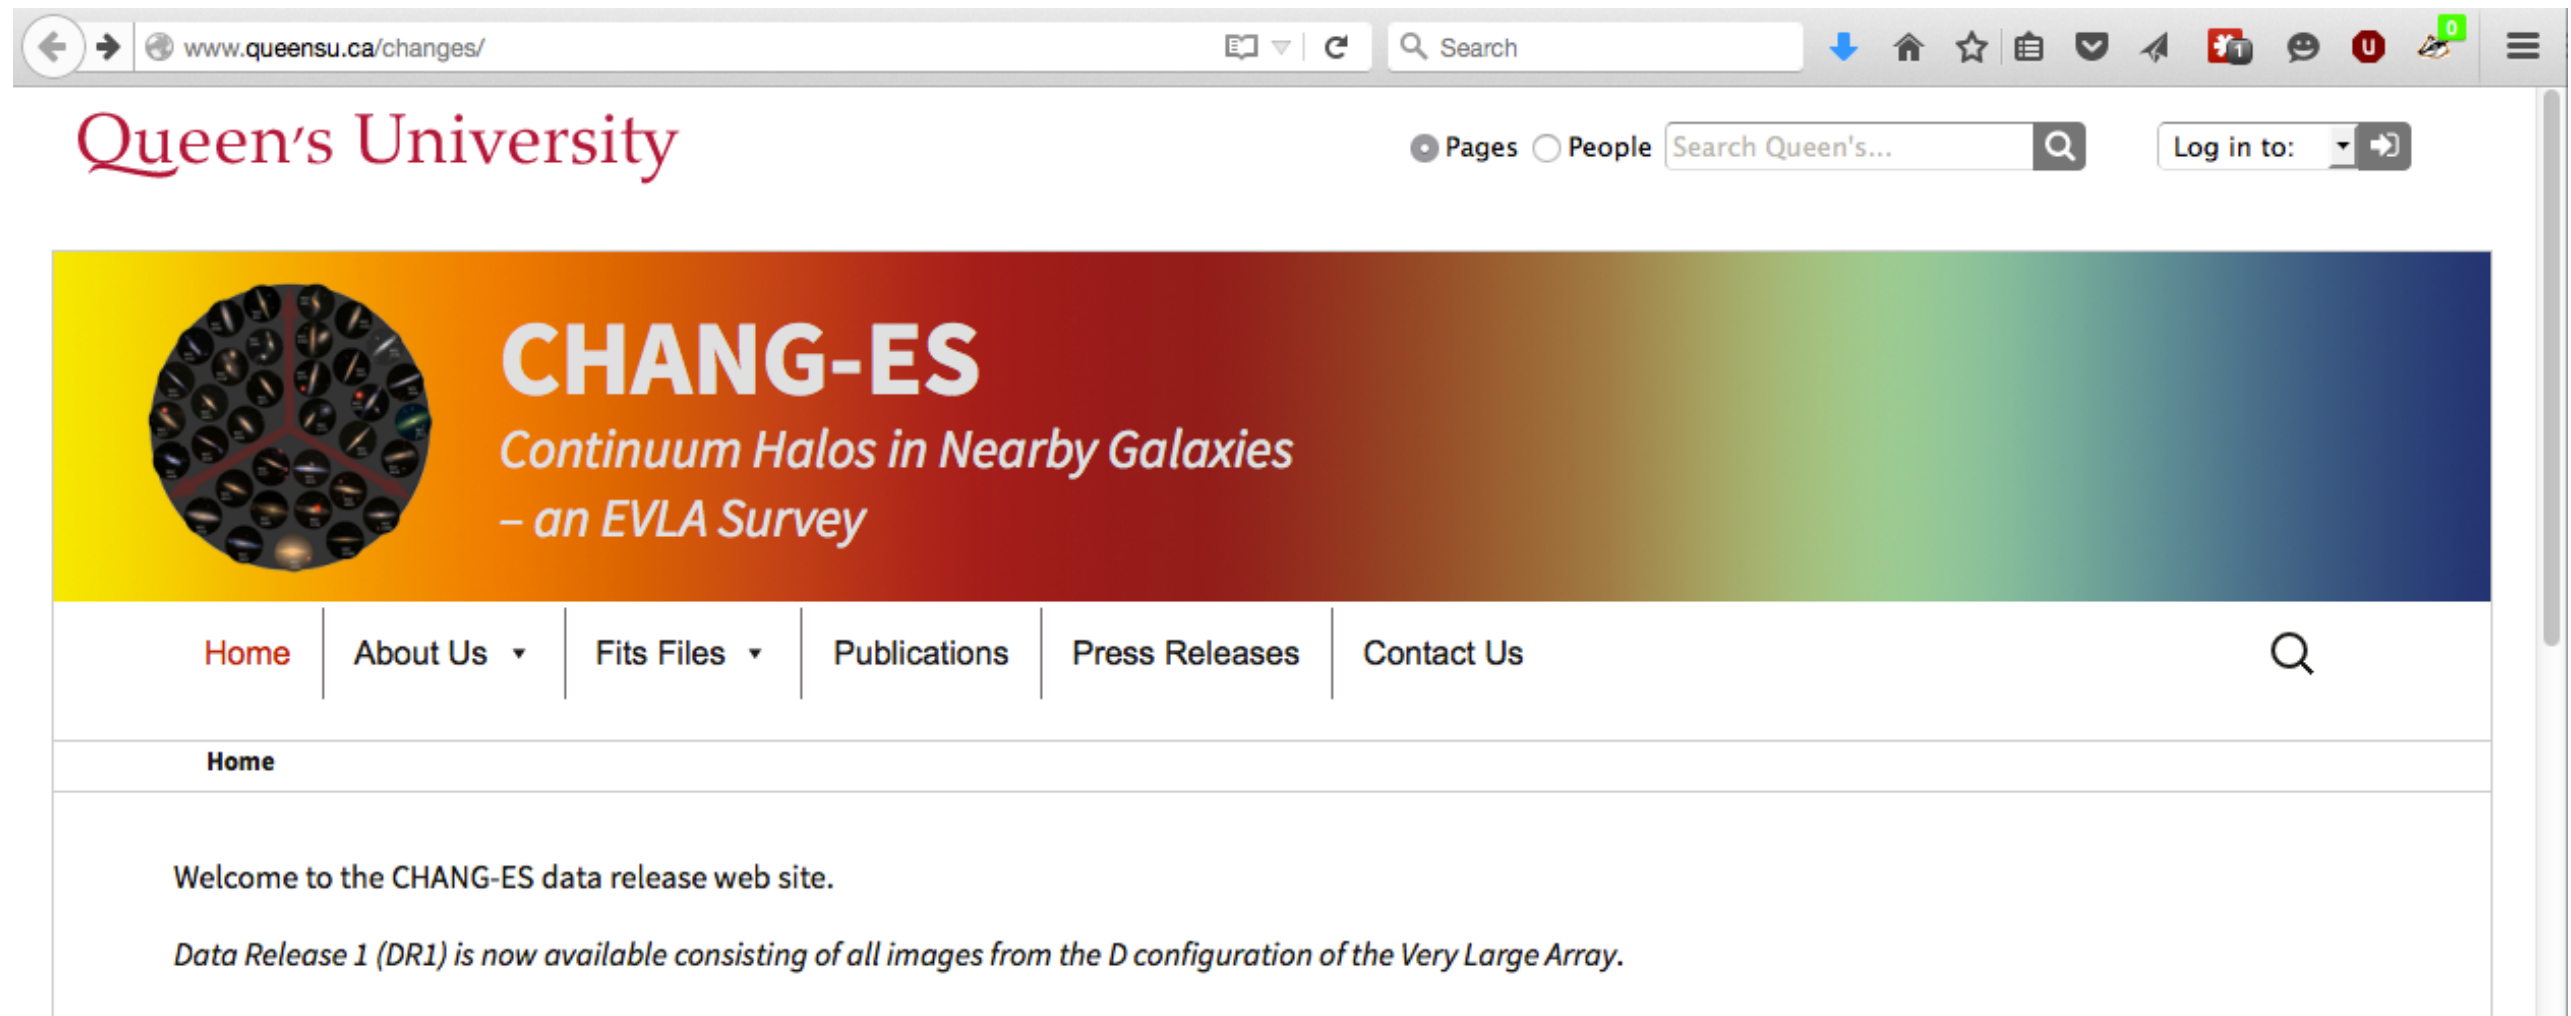 www.queensu.ca/changes/
Search
0
1
U
Queen's University
Pages People Search Queen's... Log in to:
CHANG-ES
Continuum Halos in Nearby Galaxies
– an EVLA Survey
Home About Us Fits Files Publications Press Releases Contact Us
Home
Welcome to the CHANG-ES data release web site.
Data Release 1 (DR1) is now available consisting of all images from the D configuration of the Very Large Array.